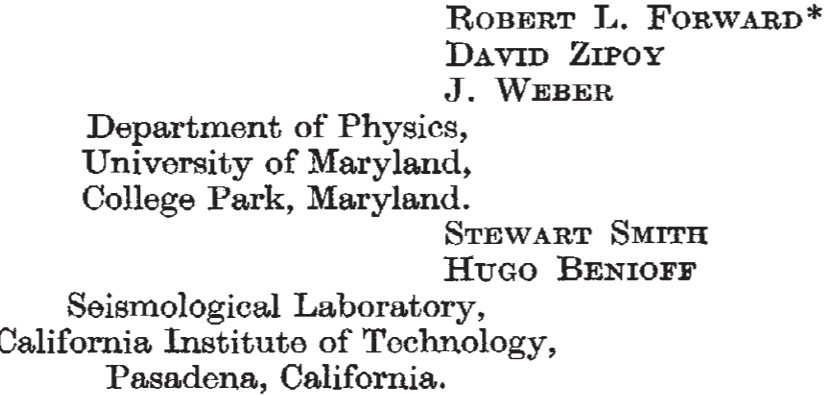 ROBERT L. FORWARD*
DAVID ZIPOY
J. WEBER
Department of Physics,
University of Maryland,
College Park, Maryland.
STEWART SMITH
HUGO BENIOFF
Seismological Laboratory,
California Institute of Technology,
Pasadena, California.